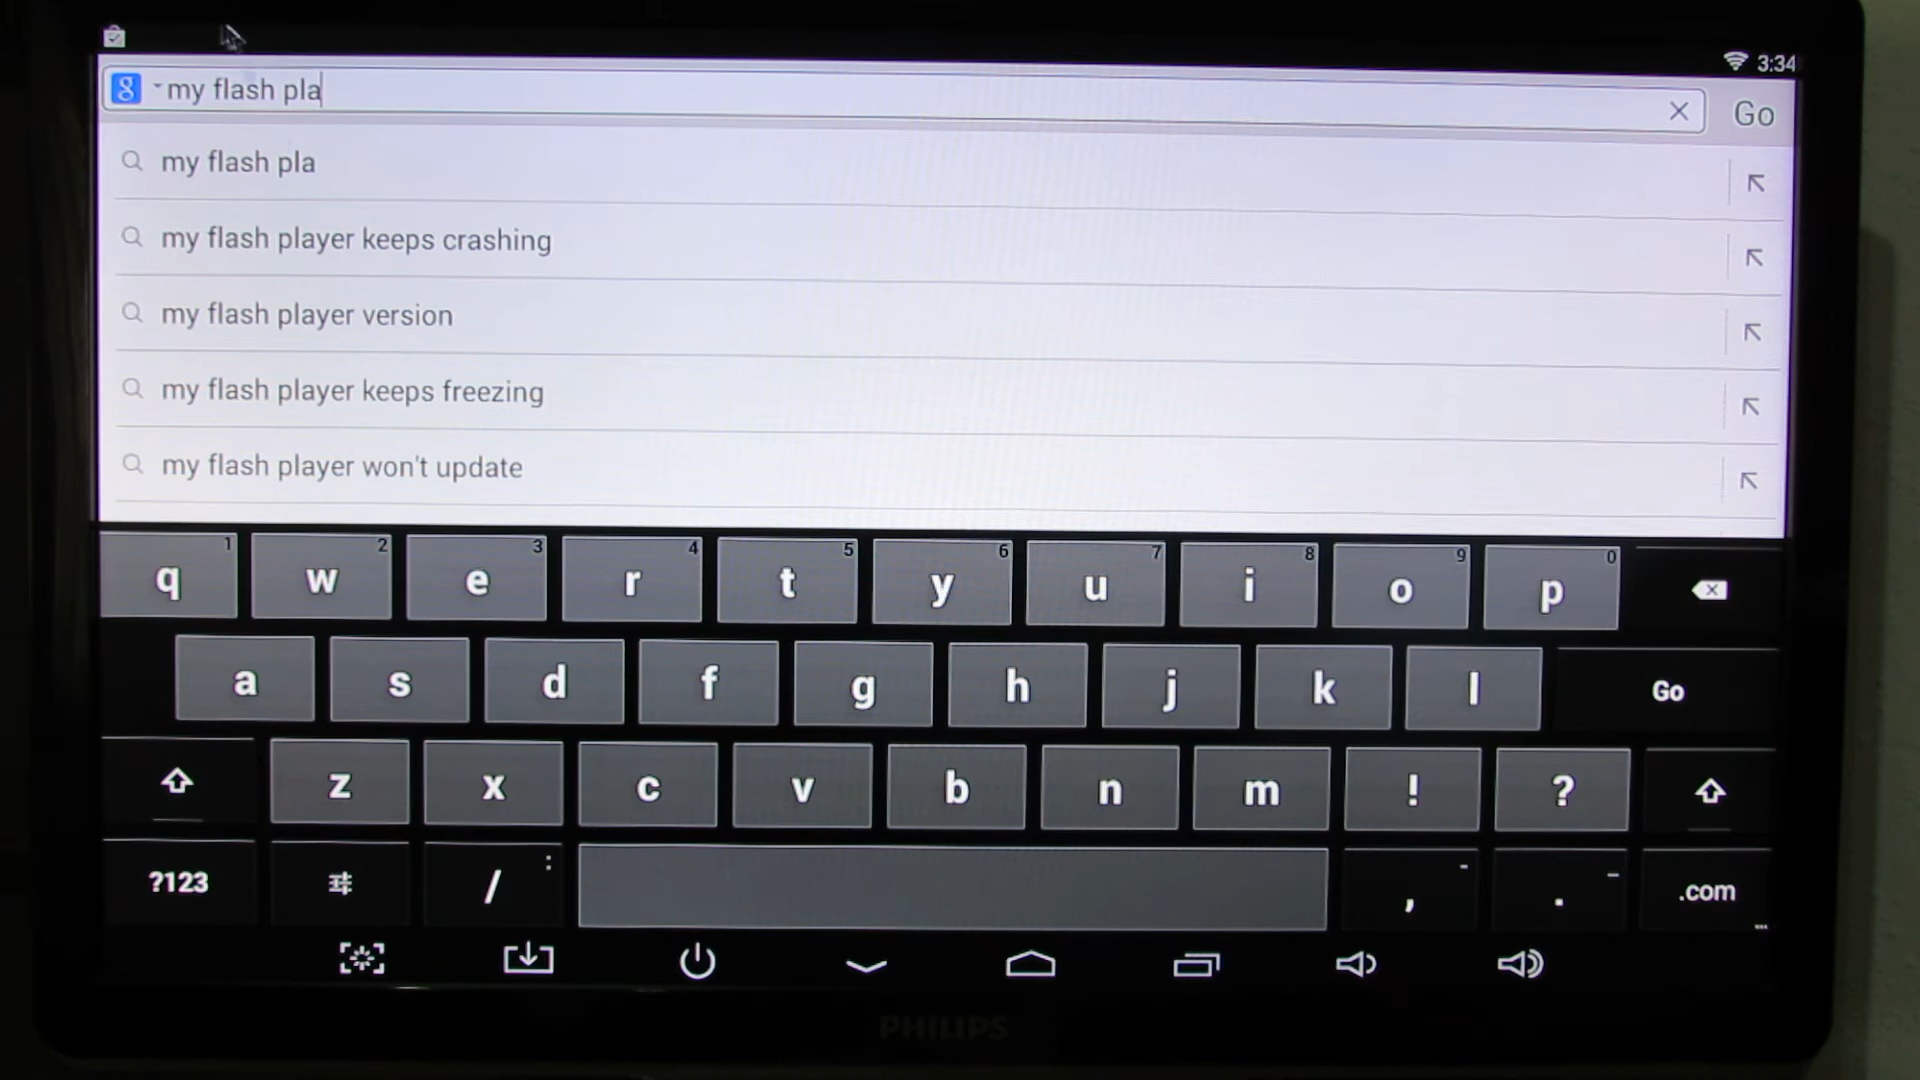 3:34
g my flash pla Go
my flash pla
my flash player keeps crashing
my flash player version
my flash player keeps freezing
my flash player won't update
q 1 w 2 e 3 r 4 t 5 y 6 u 7 i 8 o 9 p 0
a s d f g h j k l Go
z x c v b n m ! ?
?123 / : , - . _ .com ...
PHILIPS